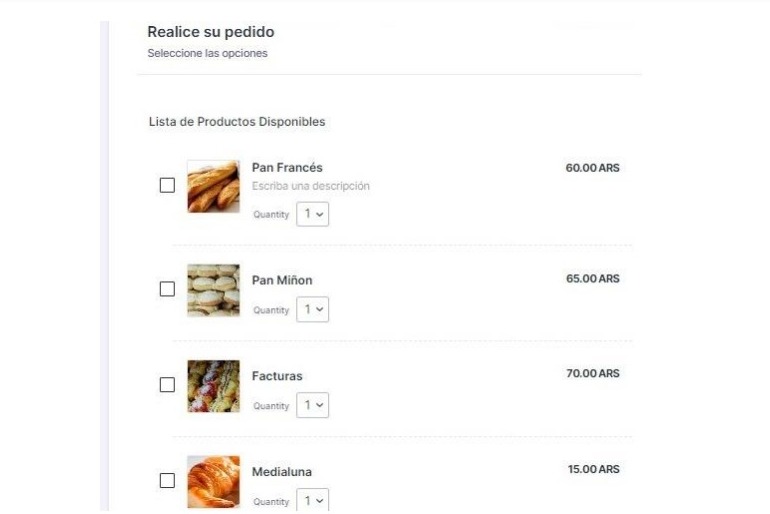 Realice su pedido
Seleccione las opciones
Lista de Productos Disponibles
Pan Francés 60.00 ARS
Escriba una descripción
Quantity 1
Pan Miñon 65.00 ARS
Quantity 1
Facturas 70.00 ARS
Quantity 1
Medialuna 15.00 ARS
Quantity 1